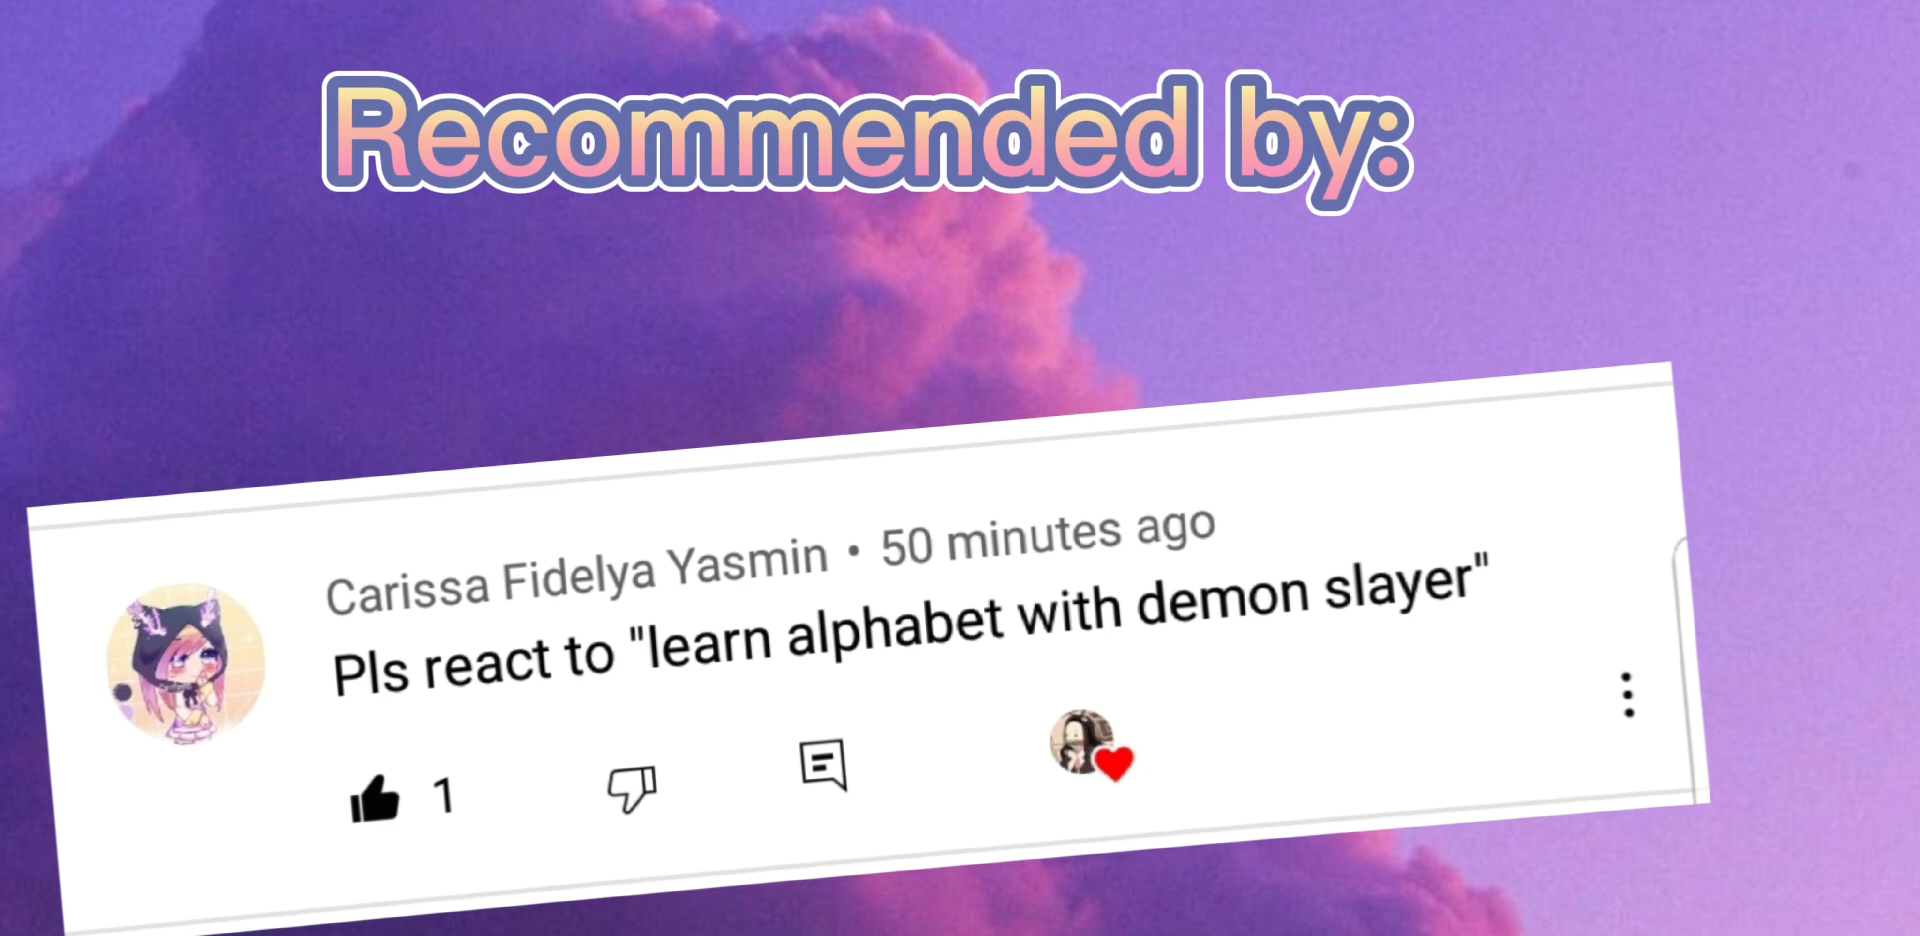 Recommended by:
Carissa Fidelya Yasmin • 50 minutes ago
Pls react to "learn alphabet with demon slayer"
1